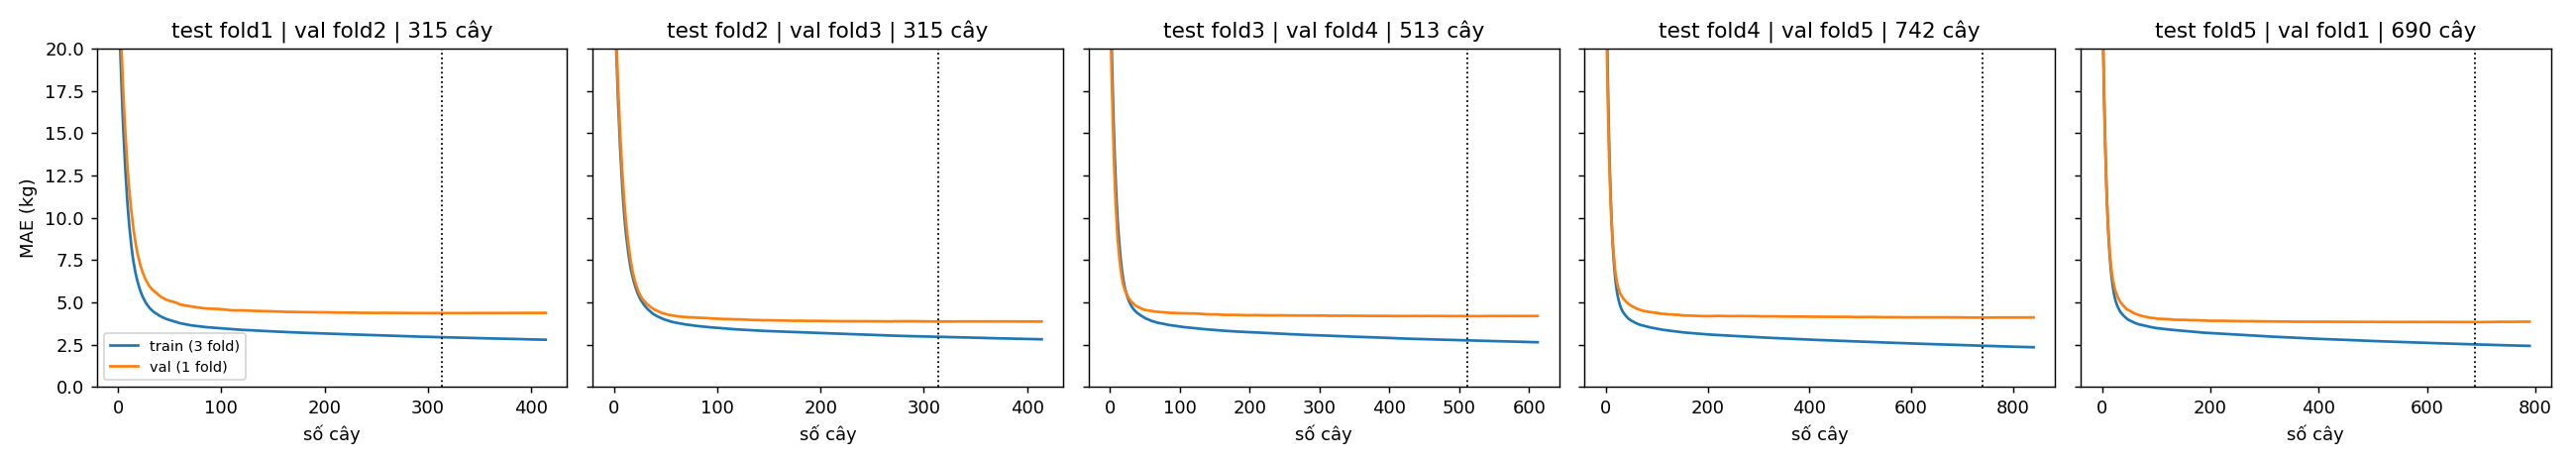 test fold1 | val fold2 | 315 cây
test fold2 | val fold3 | 315 cây
test fold3 | val fold4 | 513 cây
test fold4 | val fold5 | 742 cây
test fold5 | val fold1 | 690 cây
MAE (kg)
20.0
17.5
15.0
12.5
10.0
7.5
5.0
2.5
0.0
train (3 fold)
val (1 fold)
0 100 200 300 400
0 100 200 300 400
0 100 200 300 400 500 600
0 200 400 600 800
0 200 400 600 800
số cây
số cây
số cây
số cây
số cây